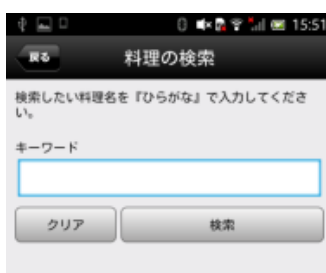 15:51
戻る
料理の検索
検索したい料理名を『ひらがな』で入力してくださ
い。
キーワード
クリア
検索